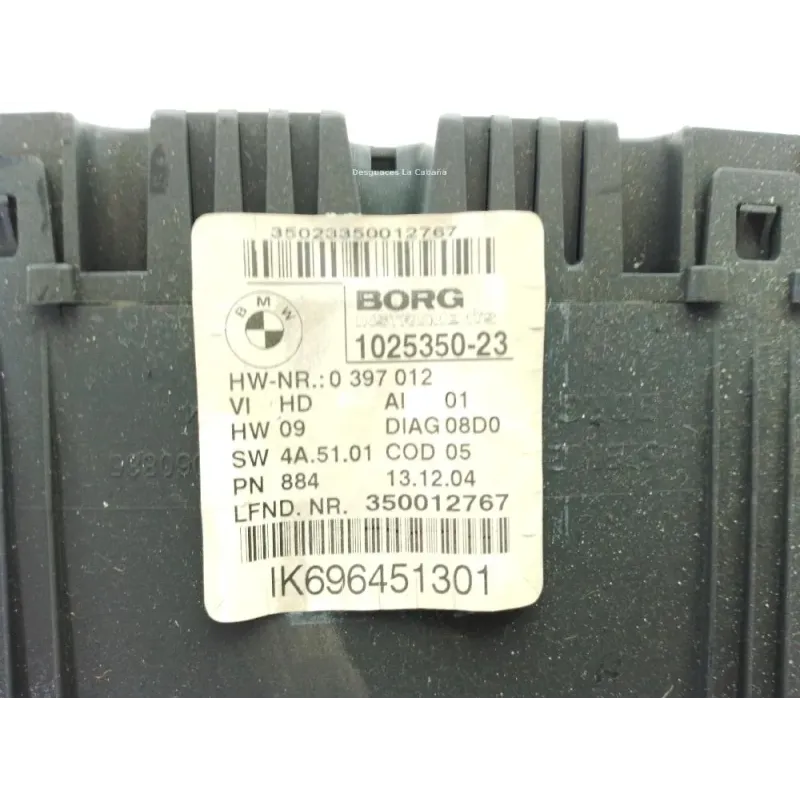 Desguaces La Cabaña
35023350012767
BMW
BORG
INSTRUMENTS
1025350-23
HW-NR.: 0 397 012
VI HD AI 01
HW 09 DIAG 08D0
SW 4A.51.01 COD 05
PN 884 13.12.04
LFND. NR. 350012767
IK696451301